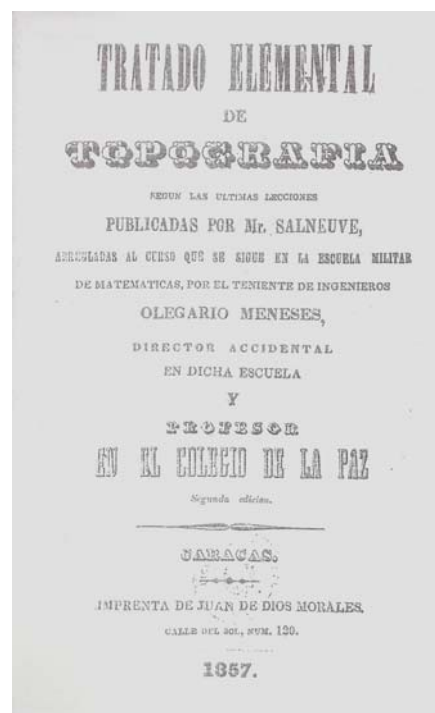 TRATADO ELEMENTAL
DE
TOPOGRAFIA
SEGUN LAS ULTIMAS LECCIONES
PUBLICADAS POR Mr. SALNEUVE,
ARREGLADAS AL CURSO QUE SE SIGUE EN LA ESCUELA MILITAR
DE MATEMATICAS, POR EL TENIENTE DE INGENIEROS
OLEGARIO MENESES,
DIRECTOR ACCIDENTAL
EN DICHA ESCUELA
Y
PROFESOR
EN EL COLEGIO DE LA PAZ
Segunda edicion.
CARACAS.
IMPRENTA DE JUAN DE DIOS MORALES.
CALLE DEL SOL, NUM. 120.
1857.